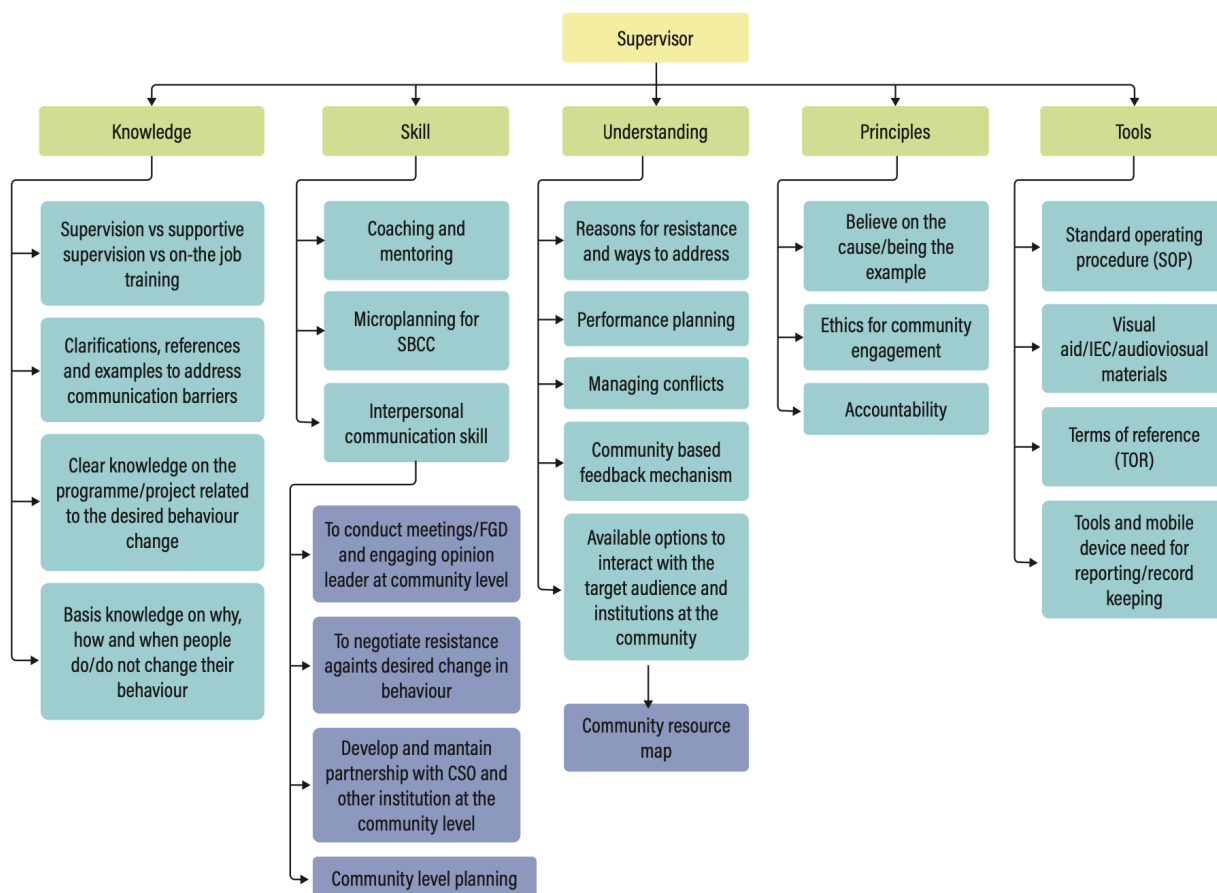 Supervisor
Knowledge
Skill
Understanding
Principles
Tools
Supervision vs supportive
supervision vs on-the job
training
Clarifications, references
and examples to address
communication barriers
Clear knowledge on the
programme/project related
to the desired behaviour
change
Basis knowledge on why,
how and when people
do/do not change their
behaviour
Coaching and
mentoring
Microplanning for
SBCC
Interpersonal
communication skill
To conduct meetings/FGD
and engaging opinion
leader at community level
To negotiate resistance
againts desired change in
behaviour
Develop and mantain
partnership with CSO and
other institution at the
community level
Community level planning
Reasons for resistance
and ways to address
Performance planning
Managing conflicts
Community based
feedback mechanism
Available options to
interact with the
target audience and
institutions at the
community
Community resource
map
Believe on the
cause/being the
example
Ethics for community
engagement
Accountability
Standard operating
procedure (SOP)
Visual
aid/IEC/audioviosual
materials
Terms of reference
(TOR)
Tools and mobile
device need for
reporting/record
keeping